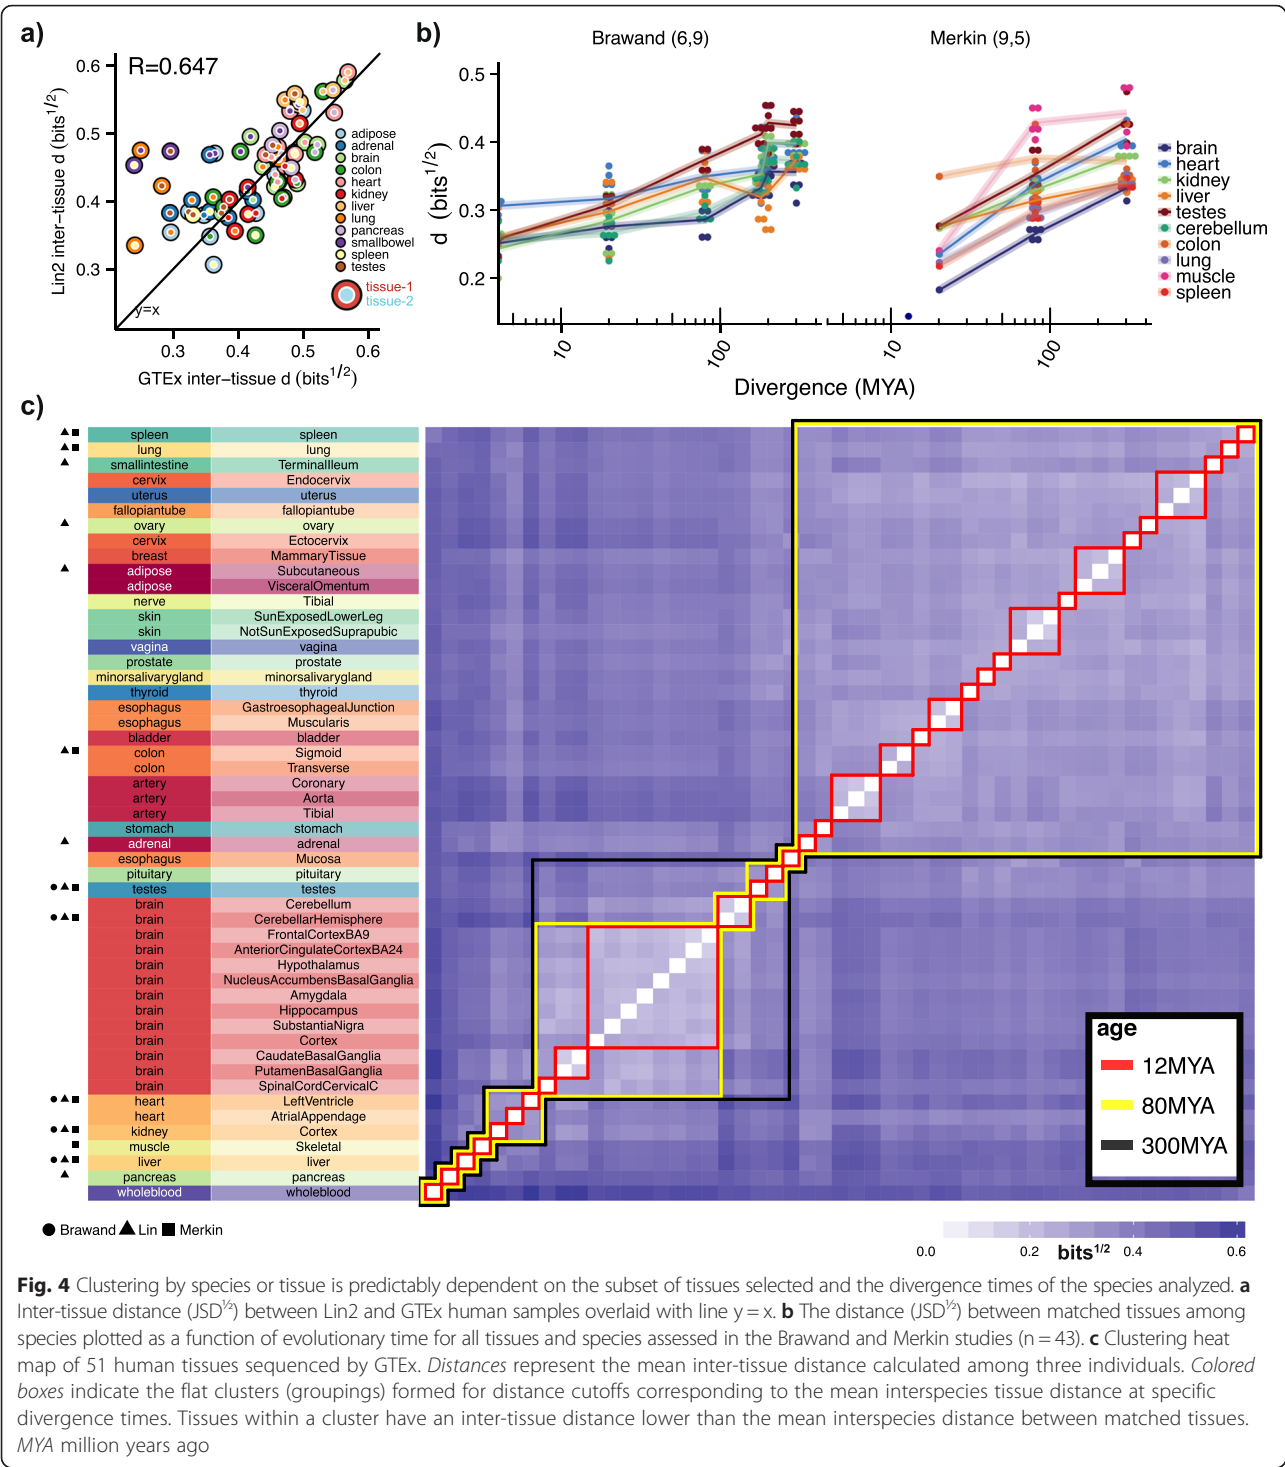 a)
R=0.647
0.6
0.5
0.4
0.3
Lin2 inter−tissue d (bits1/2)
y=x
0.3 0.4 0.5 0.6
GTEx inter−tissue d (bits1/2)
adipose
adrenal
brain
colon
heart
kidney
liver
lung
pancreas
smallbowel
spleen
testes
tissue-1
tissue-2
b)
Brawand (6,9)
Merkin (9,5)
0.5
0.4
0.3
0.2
d (bits1/2)
10 100 10 100
Divergence (MYA)
brain
heart
kidney
liver
testes
cerebellum
colon
lung
muscle
spleen
c)
spleen spleen
lung lung
smallintestine TerminalIleum
cervix Endocervix
uterus uterus
fallopiantube fallopiantube
ovary ovary
cervix Ectocervix
breast MammaryTissue
adipose Subcutaneous
adipose VisceralOmentum
nerve Tibial
skin SunExposedLowerLeg
skin NotSunExposedSuprapubic
vagina vagina
prostate prostate
minorsalivarygland minorsalivarygland
thyroid thyroid
esophagus GastroesophagealJunction
esophagus Muscularis
bladder bladder
colon Sigmoid
colon Transverse
artery Coronary
artery Aorta
artery Tibial
stomach stomach
adrenal adrenal
esophagus Mucosa
pituitary pituitary
testes testes
brain Cerebellum
brain CerebellarHemisphere
brain FrontalCortexBA9
brain AnteriorCingulateCortexBA24
brain Hypothalamus
brain NucleusAccumbensBasalGanglia
brain Amygdala
brain Hippocampus
brain SubstantiaNigra
brain Cortex
brain CaudateBasalGanglia
brain PutamenBasalGanglia
brain SpinalCordCervicalC
heart LeftVentricle
heart AtrialAppendage
kidney Cortex
muscle Skeletal
liver liver
pancreas pancreas
wholeblood wholeblood
age
12MYA
80MYA
300MYA
● Brawand ▲ Lin ■ Merkin
0.0 0.2 bits1/2 0.4 0.6
Fig. 4 Clustering by species or tissue is predictably dependent on the subset of tissues selected and the divergence times of the species analyzed. a
Inter-tissue distance (JSD½) between Lin2 and GTEx human samples overlaid with line y = x. b The distance (JSD½) between matched tissues among
species plotted as a function of evolutionary time for all tissues and species assessed in the Brawand and Merkin studies (n = 43). c Clustering heat
map of 51 human tissues sequenced by GTEx. Distances represent the mean inter-tissue distance calculated among three individuals. Colored
boxes indicate the flat clusters (groupings) formed for distance cutoffs corresponding to the mean interspecies tissue distance at specific
divergence times. Tissues within a cluster have an inter-tissue distance lower than the mean interspecies distance between matched tissues.
MYA million years ago